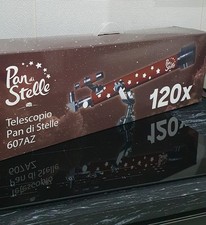 Pan di
Stelle
Telescopio
Pan di Stelle
607AZ
120x